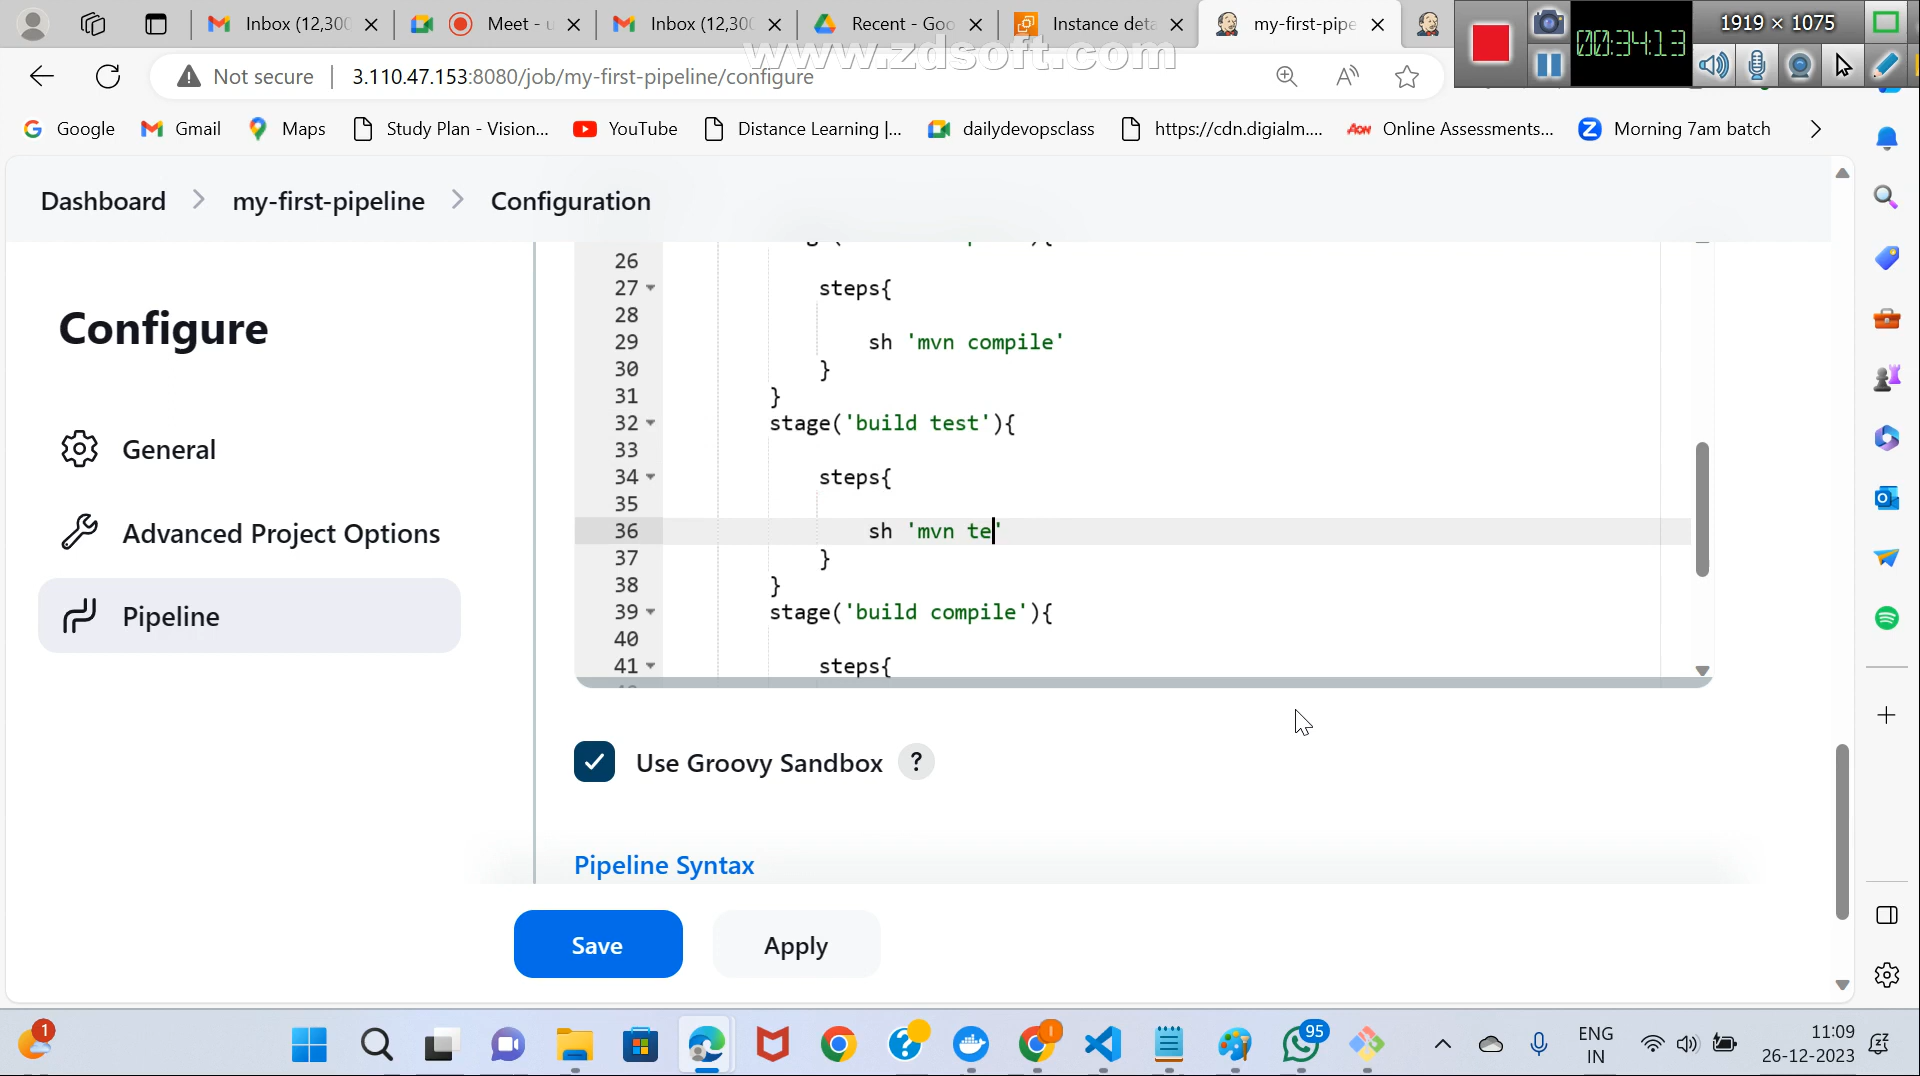 Inbox (12,300
Meet - u
Inbox (12,300
Recent - Goo
Instance deta
my-first-pipe
00:34:13
1919 × 1075
www.zdsoft.com
Not secure
3.110.47.153:8080/job/my-first-pipeline/configure
Google
Gmail
Maps
Study Plan - Vision...
YouTube
Distance Learning |...
dailydevopsclass
https://cdn.digialm....
Aon
Online Assessments...
Z
Morning 7am batch
Dashboard
my-first-pipeline
Configuration
Configure
General
Advanced Project Options
Pipeline
26
27 steps{
28
29 sh 'mvn compile'
30 }
31 }
32 stage('build test'){
33
34 steps{
35
36 sh 'mvn te'
37 }
38 }
39 stage('build compile'){
40
41 steps{
Use Groovy Sandbox ?
Pipeline Syntax
Save
Apply
1
95
ENG
IN
11:09
26-12-2023